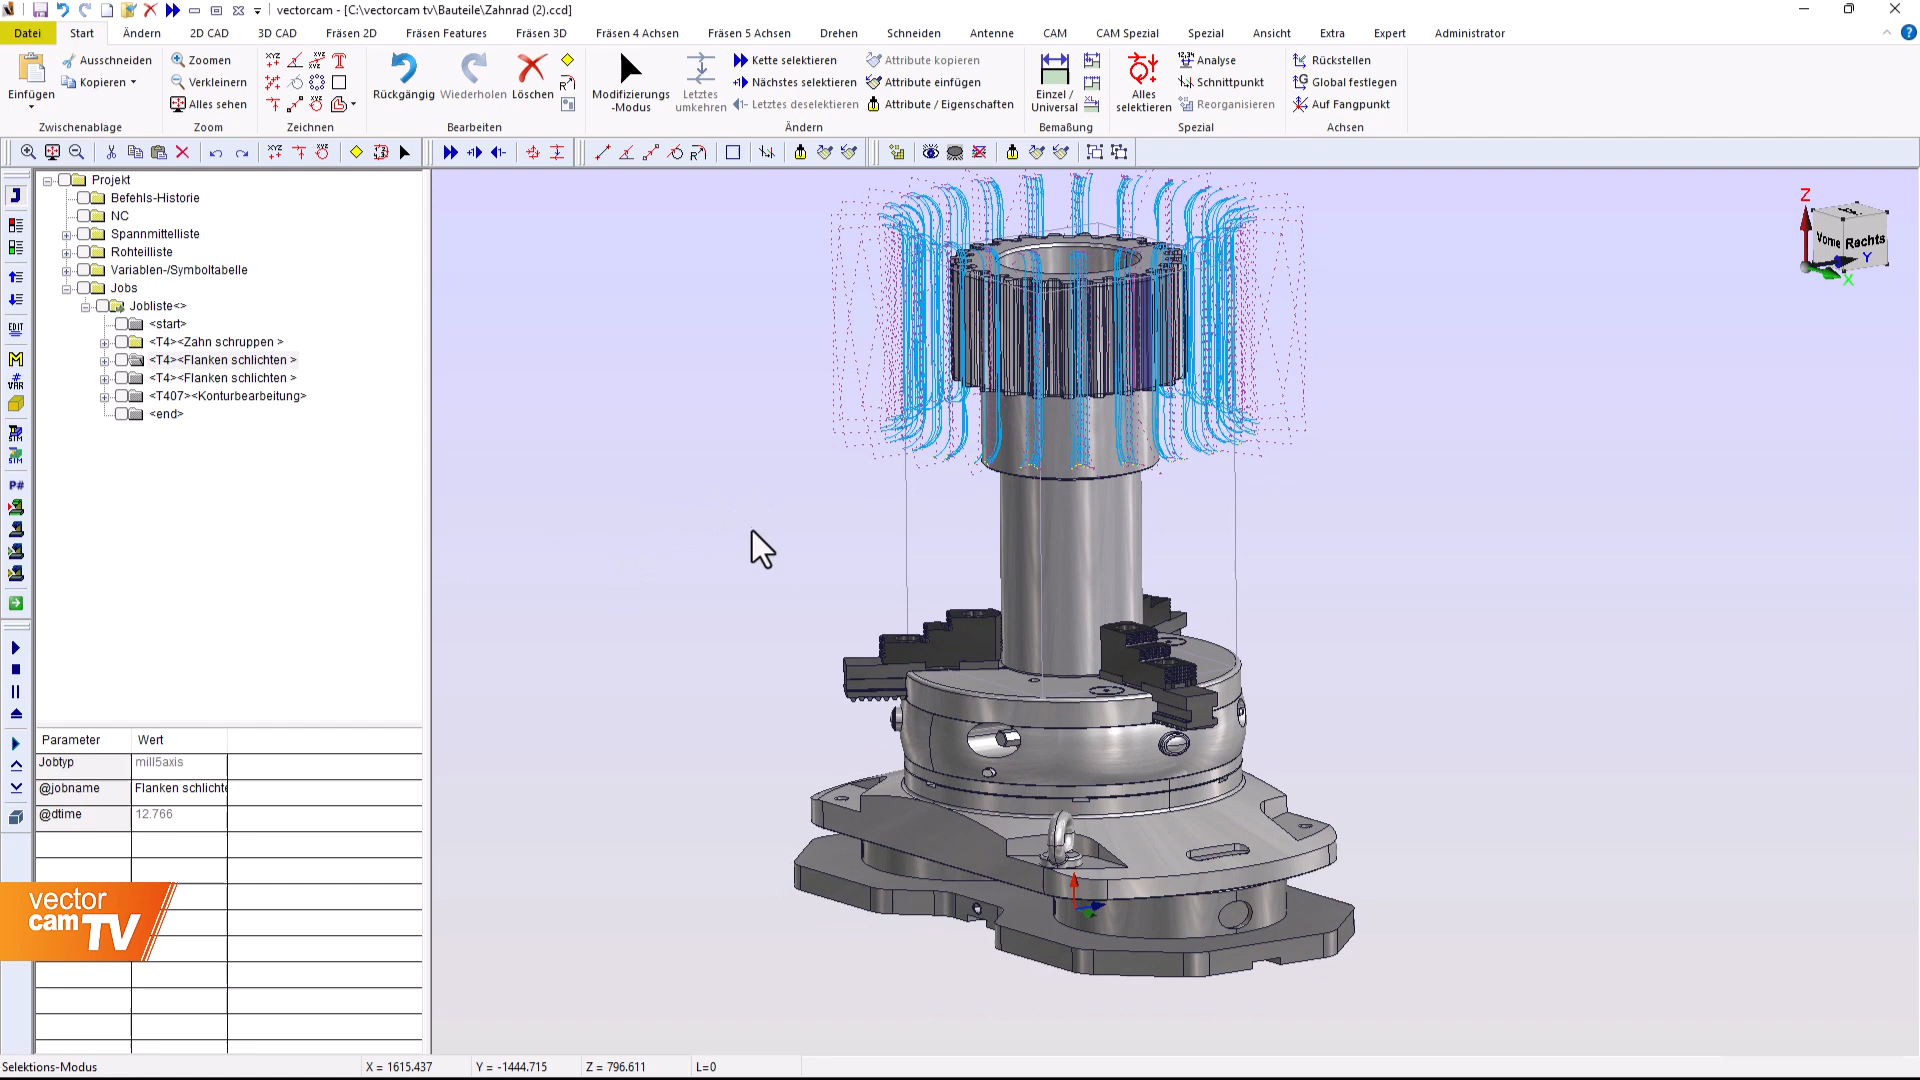 vectorcam - [C:\vectorcam tv\Bauteile\Zahnrad (2).ccd]
Datei Start Ändern 2D CAD 3D CAD Fräsen 2D Fräsen Features Fräsen 3D Fräsen 4 Achsen Fräsen 5 Achsen Drehen Schneiden Antenne CAM CAM Spezial Spezial Ansicht Extra Expert Administrator
Einfügen
Ausschneiden
Kopieren
Zwischenablage
Zoomen
Verkleinern
Alles sehen
Zoom
Zeichnen
Rückgängig
Wiederholen
Löschen
Bearbeiten
Modifizierungs
-Modus
Letztes
umkehren
Kette selektieren
Nächstes selektieren
Letztes deselektieren
Attribute kopieren
Attribute einfügen
Attribute / Eigenschaften
Ändern
Einzel /
Universal
Bemaßung
Alles
selektieren
Analyse
Schnittpunkt
Reorganisieren
Spezial
Rückstellen
Global festlegen
Auf Fangpunkt
Achsen
Projekt
Befehls-Historie
NC
Spannmittelliste
Rohteilliste
Variablen-/Symboltabelle
Jobs
Jobliste<>
<start>
<T4><Zahn schruppen >
<T4><Flanken schlichten >
<T4><Flanken schlichten >
<T407><Konturbearbeitung>
<end>
EDIT
M
# VAR
SIM
SIM
P#
Parameter Wert
Jobtyp mill5axis
@jobname Flanken schlichte
@dtime 12.766
vector
cam TV
Z
Vorne Rechts
Y
X
Selektions-Modus X = 1615.437 Y = -1444.715 Z = 796.611 L=0